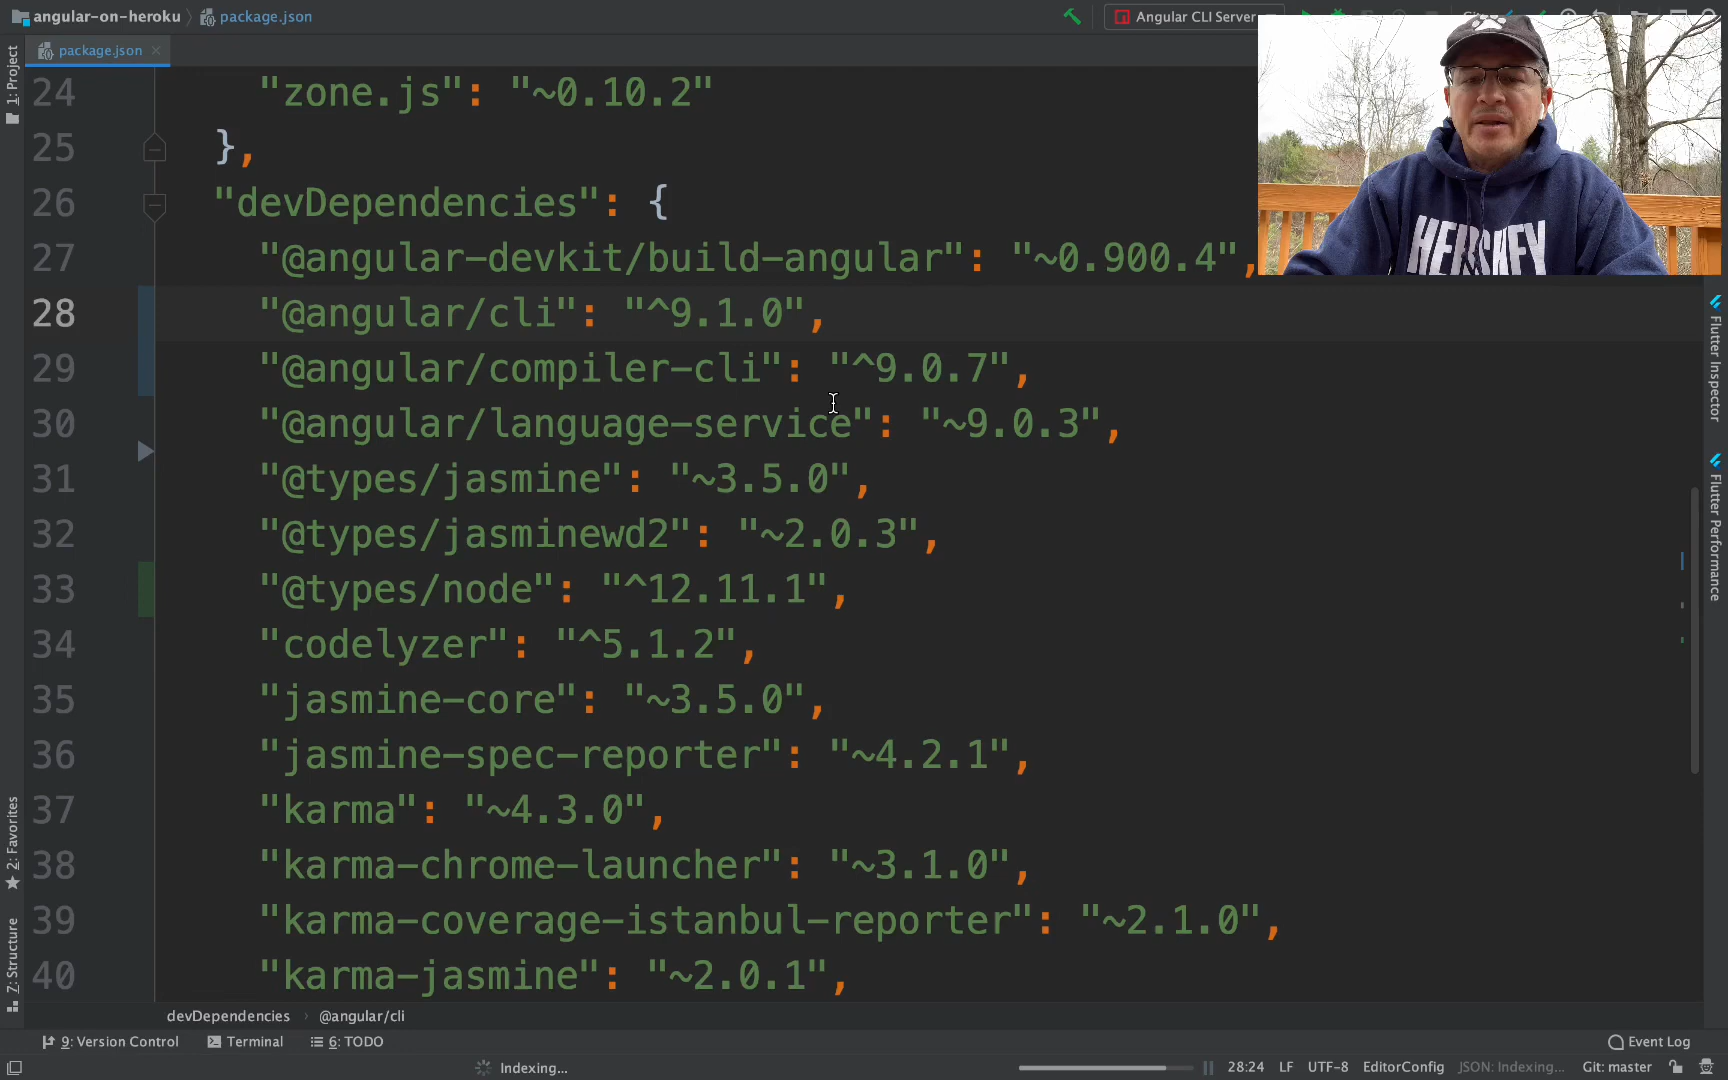 angular-on-heroku
package.json
Angular CLI Server
package.json
1: Project
24 "zone.js": "~0.10.2"
25 },
26 "devDependencies": {
27 "@angular-devkit/build-angular": "~0.900.4",
28 "@angular/cli": "^9.1.0",
29 "@angular/compiler-cli": "^9.0.7",
30 "@angular/language-service": "~9.0.3",
31 "@types/jasmine": "~3.5.0",
32 "@types/jasminewd2": "~2.0.3",
33 "@types/node": "^12.11.1",
34 "codelyzer": "^5.1.2",
35 "jasmine-core": "~3.5.0",
36 "jasmine-spec-reporter": "~4.2.1",
37 "karma": "~4.3.0",
38 "karma-chrome-launcher": "~3.1.0",
39 "karma-coverage-istanbul-reporter": "~2.1.0",
40 "karma-jasmine": "~2.0.1",
HERSHEY
Flutter Inspector
Flutter Performance
2: Favorites
7: Structure
devDependencies
@angular/cli
9: Version Control
Terminal
6: TODO
Event Log
Indexing...
28:24
LF
UTF-8
EditorConfig
JSON: Indexing...
Git: master